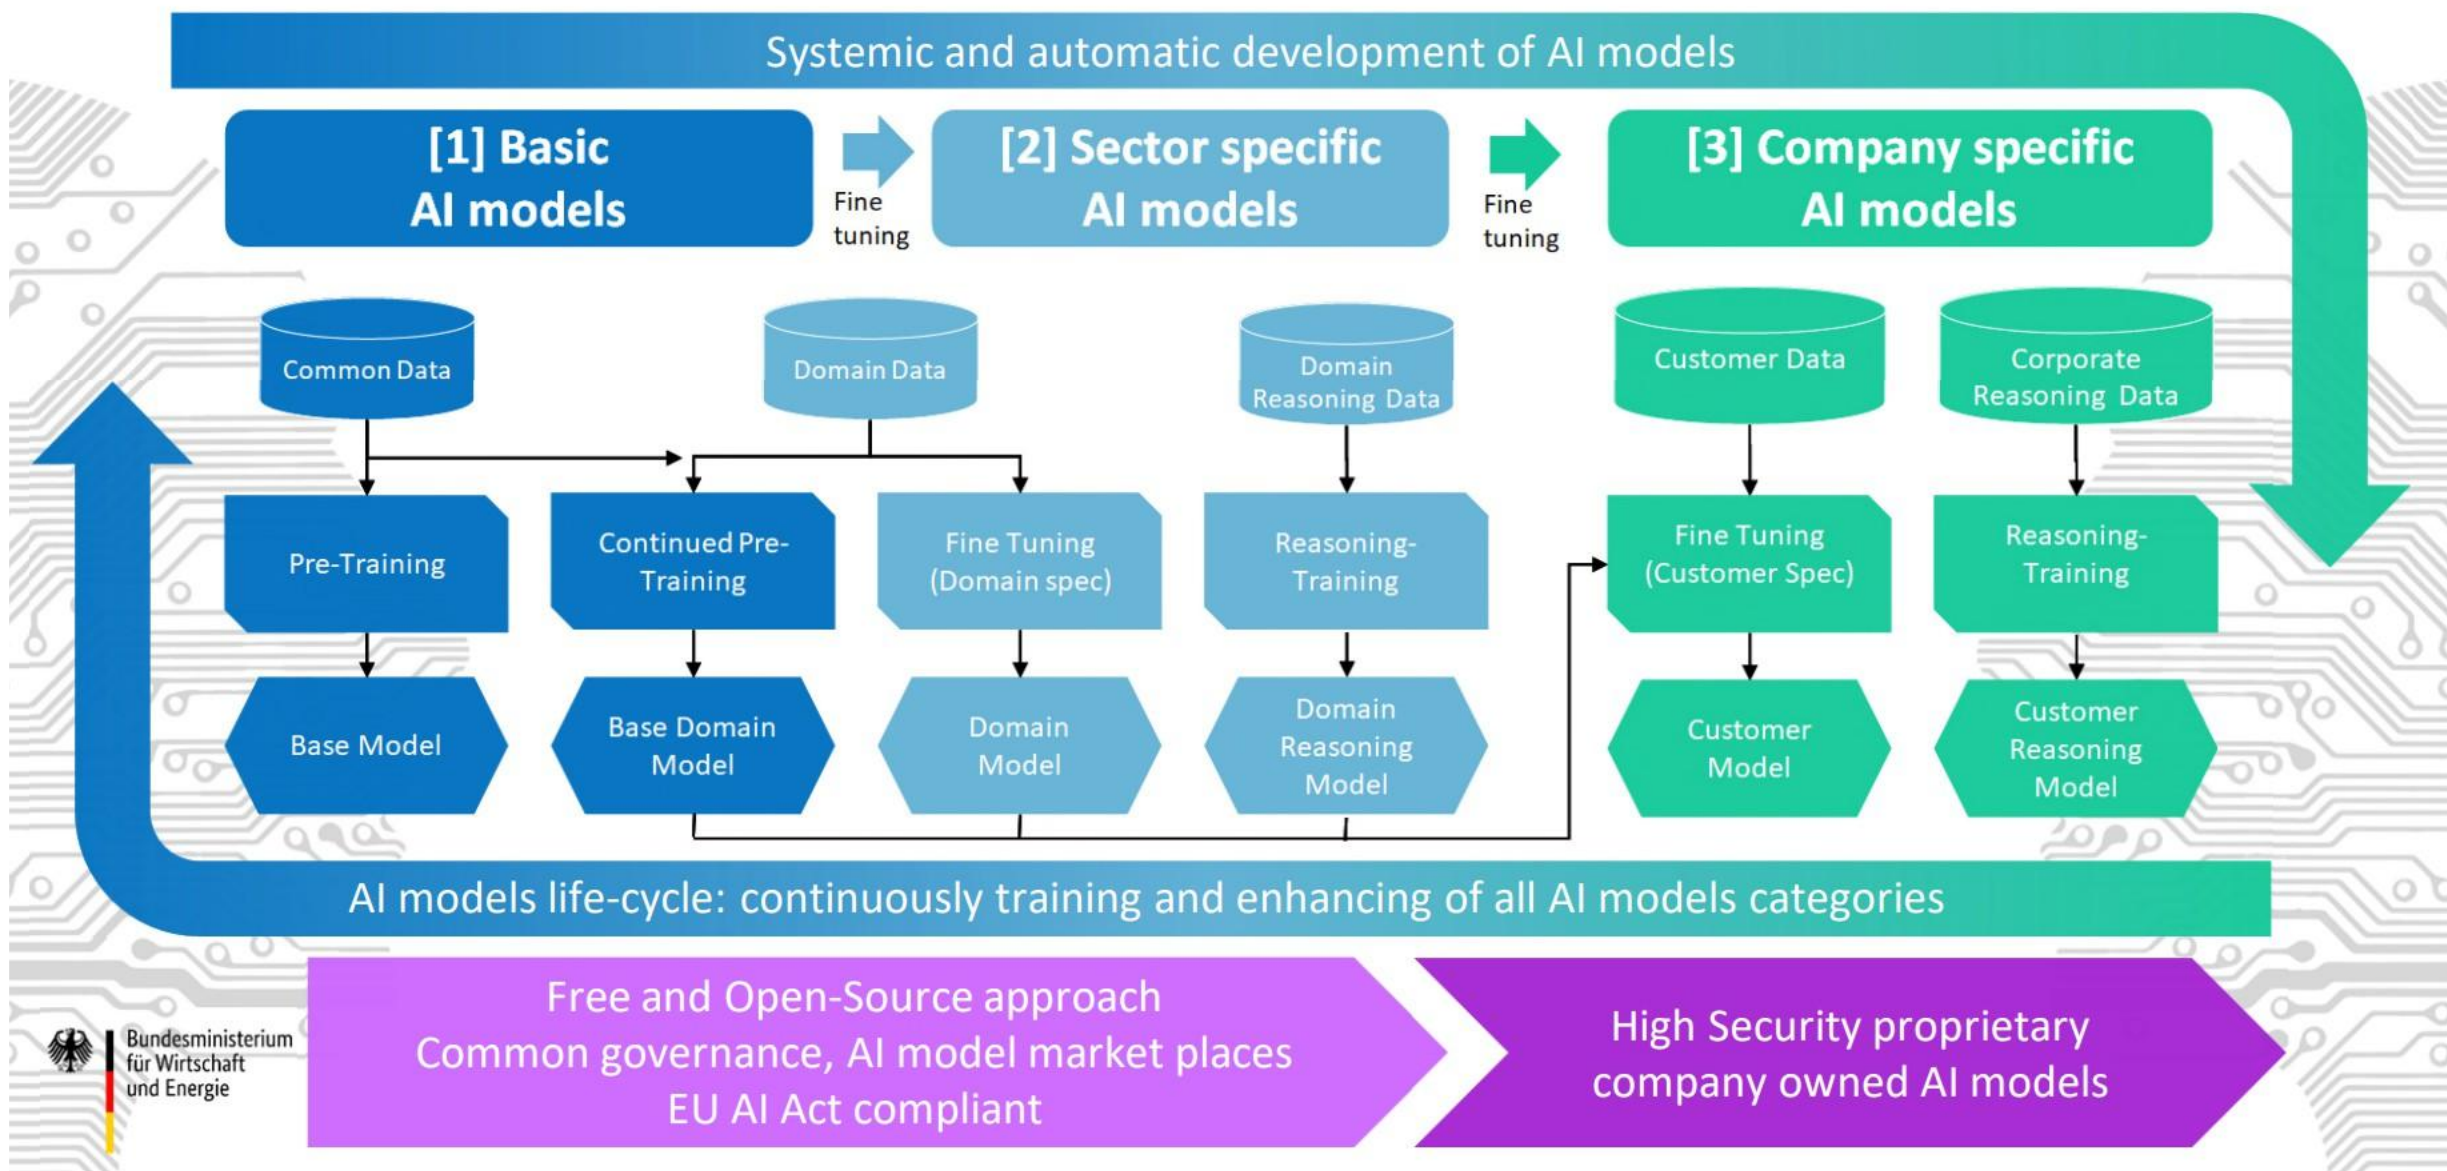 Systemic and automatic development of AI models
[1] Basic
AI models
Fine
tuning
[2] Sector specific
AI models
Fine
tuning
[3] Company specific
AI models
Common Data
Domain Data
Domain
Reasoning Data
Customer Data
Corporate
Reasoning Data
Pre-Training
Continued Pre-
Training
Fine Tuning
(Domain spec)
Reasoning-
Training
Fine Tuning
(Customer Spec)
Reasoning-
Training
Base Model
Base Domain
Model
Domain
Model
Domain
Reasoning
Model
Customer
Model
Customer
Reasoning
Model
AI models life-cycle: continuously training and enhancing of all AI models categories
Bundesministerium
für Wirtschaft
und Energie
Free and Open-Source approach
Common governance, AI model market places
EU AI Act compliant
High Security proprietary
company owned AI models